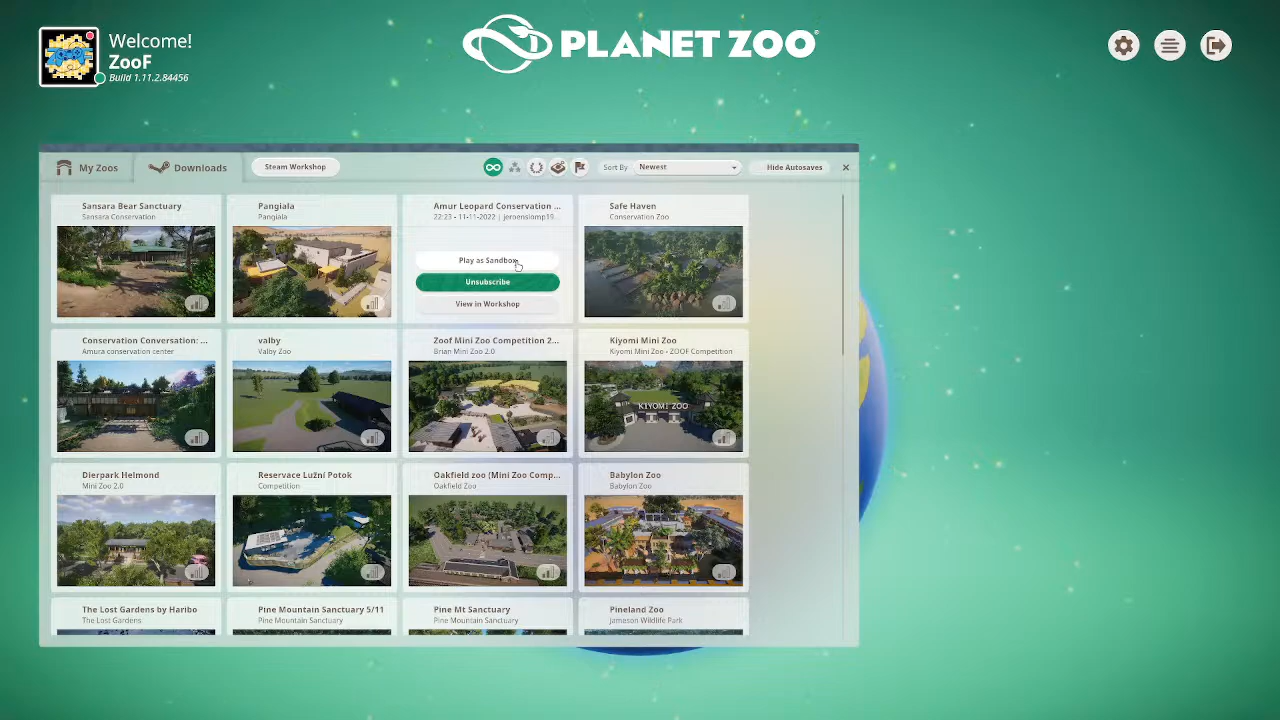 Welcome!
ZooF
Build 1.11.2.84456
PLANET ZOO
My Zoos
Downloads
Steam Workshop
Sort By
Newest
Hide Autosaves
Sansara Bear Sanctuary
Sansara Conservation
Pangiala
Pangiala
Amur Leopard Conservation ...
22:23 - 11-11-2022 | jeroenslomp19...
Play as Sandbox
Unsubscribe
View in Workshop
Safe Haven
Conservation Zoo
Conservation Conversation: ...
Amura conservation center
valby
Valby Zoo
Zoof Mini Zoo Competition 2...
Brian Mini Zoo 2.0
Kiyomi Mini Zoo
Kiyomi Mini Zoo - ZOOF Competition
KIYOMI ZOO
Dierpark Helmond
Mini Zoo 2.0
Reservace Lužní Potok
Competition
Oakfield zoo (Mini Zoo Comp...
Oakfield Zoo
Babylon Zoo
Babylon Zoo
The Lost Gardens by Haribo
The Lost Gardens
Pine Mountain Sanctuary 5/11
Pine Mountain Sanctuary
Pine Mt Sanctuary
Pine Mountain Sanctuary
Pineland Zoo
Jameson Wildlife Park